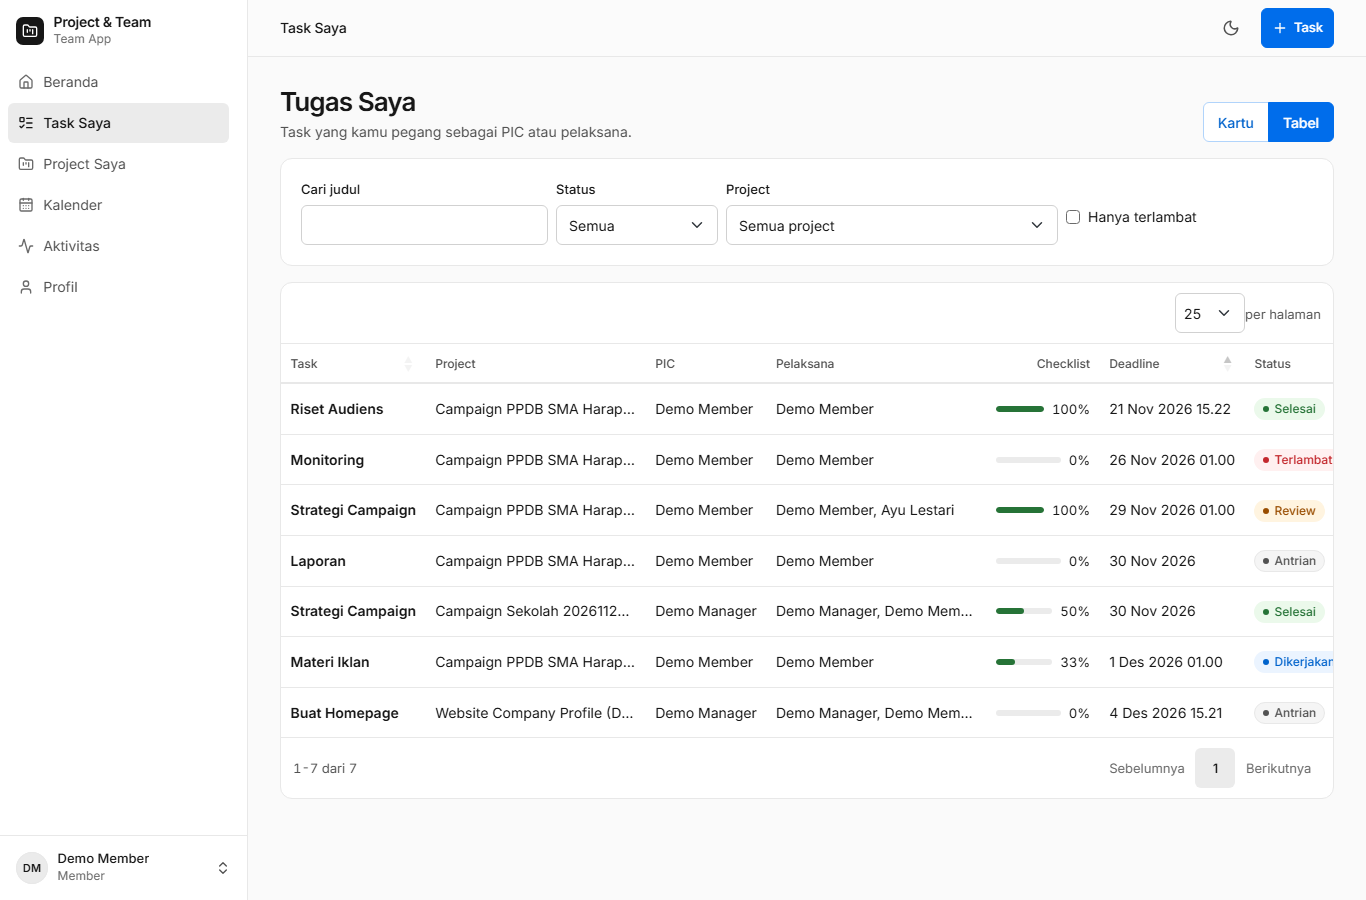 Project & Team
Team App
Beranda
Task Saya
Project Saya
Kalender
Aktivitas
Profil
DM
Demo Member
Member
Task Saya
+ Task
Tugas Saya
Task yang kamu pegang sebagai PIC atau pelaksana.
Kartu Tabel
Cari judul Status Project
Semua Semua project Hanya terlambat
25 per halaman
Task Project PIC Pelaksana Checklist Deadline Status
Riset Audiens Campaign PPDB SMA Harap... Demo Member Demo Member 100% 21 Nov 2026 15.22 Selesai
Monitoring Campaign PPDB SMA Harap... Demo Member Demo Member 0% 26 Nov 2026 01.00 Terlambat
Strategi Campaign Campaign PPDB SMA Harap... Demo Member Demo Member, Ayu Lestari 100% 29 Nov 2026 01.00 Review
Laporan Campaign PPDB SMA Harap... Demo Member Demo Member 0% 30 Nov 2026 Antrian
Strategi Campaign Campaign Sekolah 2026112... Demo Manager Demo Manager, Demo Mem... 50% 30 Nov 2026 Selesai
Materi Iklan Campaign PPDB SMA Harap... Demo Member Demo Member 33% 1 Des 2026 01.00 Dikerjakan
Buat Homepage Website Company Profile (D... Demo Manager Demo Manager, Demo Mem... 0% 4 Des 2026 15.21 Antrian
1-7 dari 7 Sebelumnya 1 Berikutnya